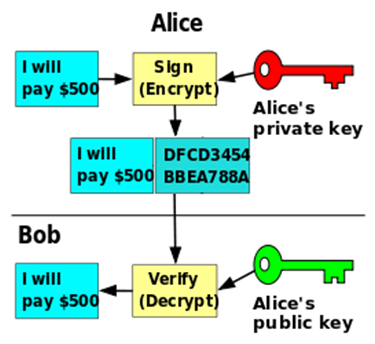 Alice
I will
pay $500
Sign
(Encrypt)
Alice's
private key
I will
pay $500
DFCD3454
BBEA788A
Bob
I will
pay $500
Verify
(Decrypt)
Alice's
public key